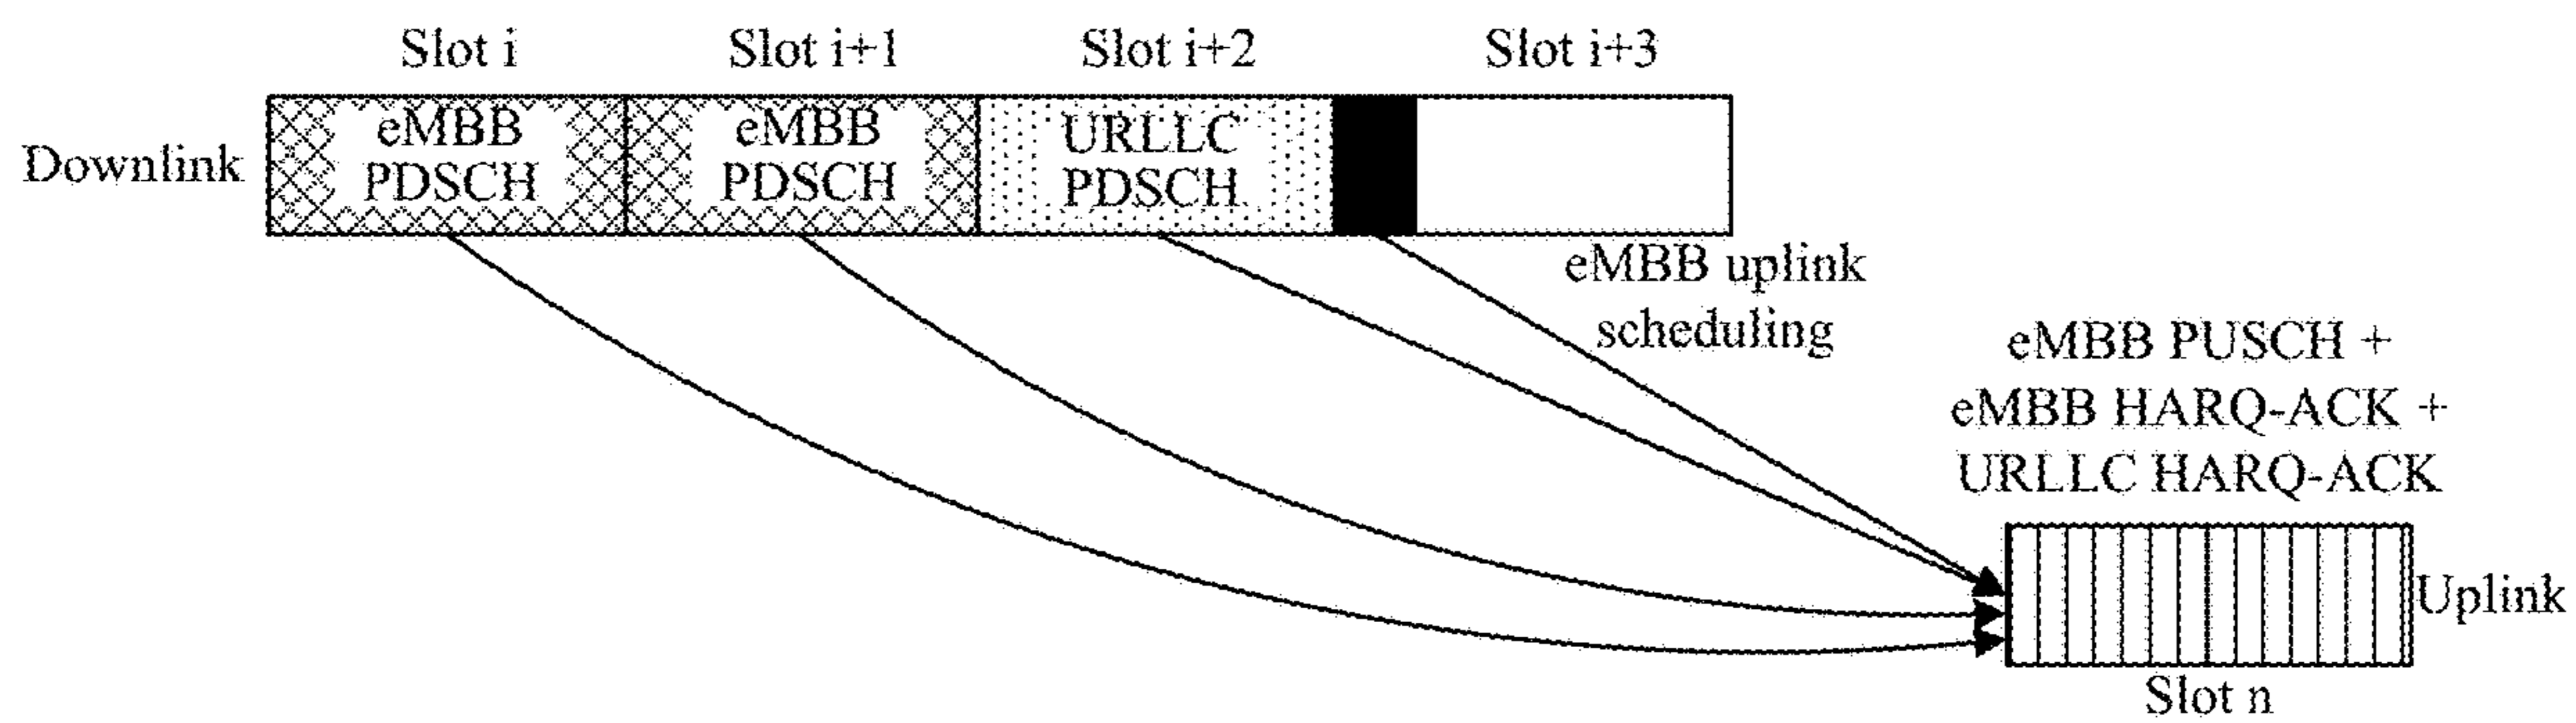 Slot i
Slot i+1
Slot i+2
Slot i+3
Downlink
eMBB
PDSCH
eMBB
PDSCH
URLLC
PDSCH
eMBB uplink
scheduling
eMBB PUSCH +
eMBB HARQ-ACK +
URLLC HARQ-ACK
Uplink
Slot n